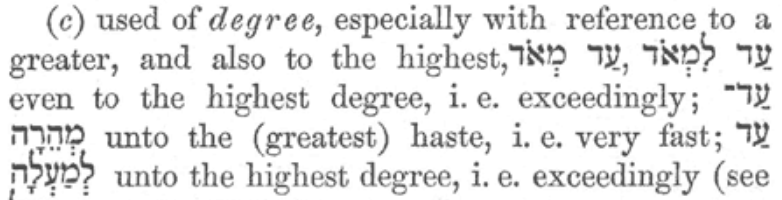 (c) used of degree, especially with reference to a
greater, and also to the highest, עַד לִמְאֹד, עַד מְאֹד
even to the highest degree, i. e. exceedingly; עַד־
מְהֵרָה unto the (greatest) haste, i. e. very fast; עַד
לְמַעְלָה unto the highest degree, i. e. exceedingly (see